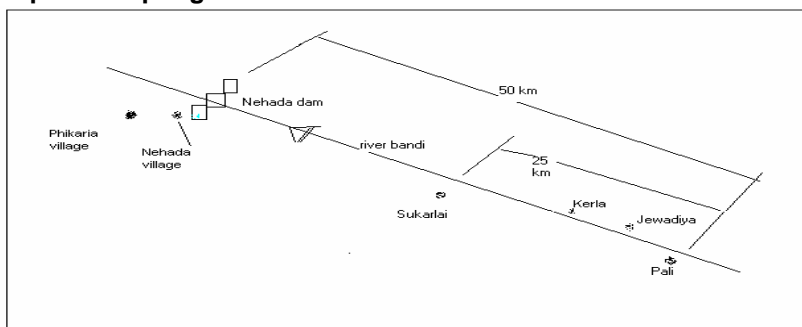 50 km
Nehada dam
Phikaria
village
Nehada
village
river bandi
25
km
Sukarlai
Kerla
Jewadiya
Pali